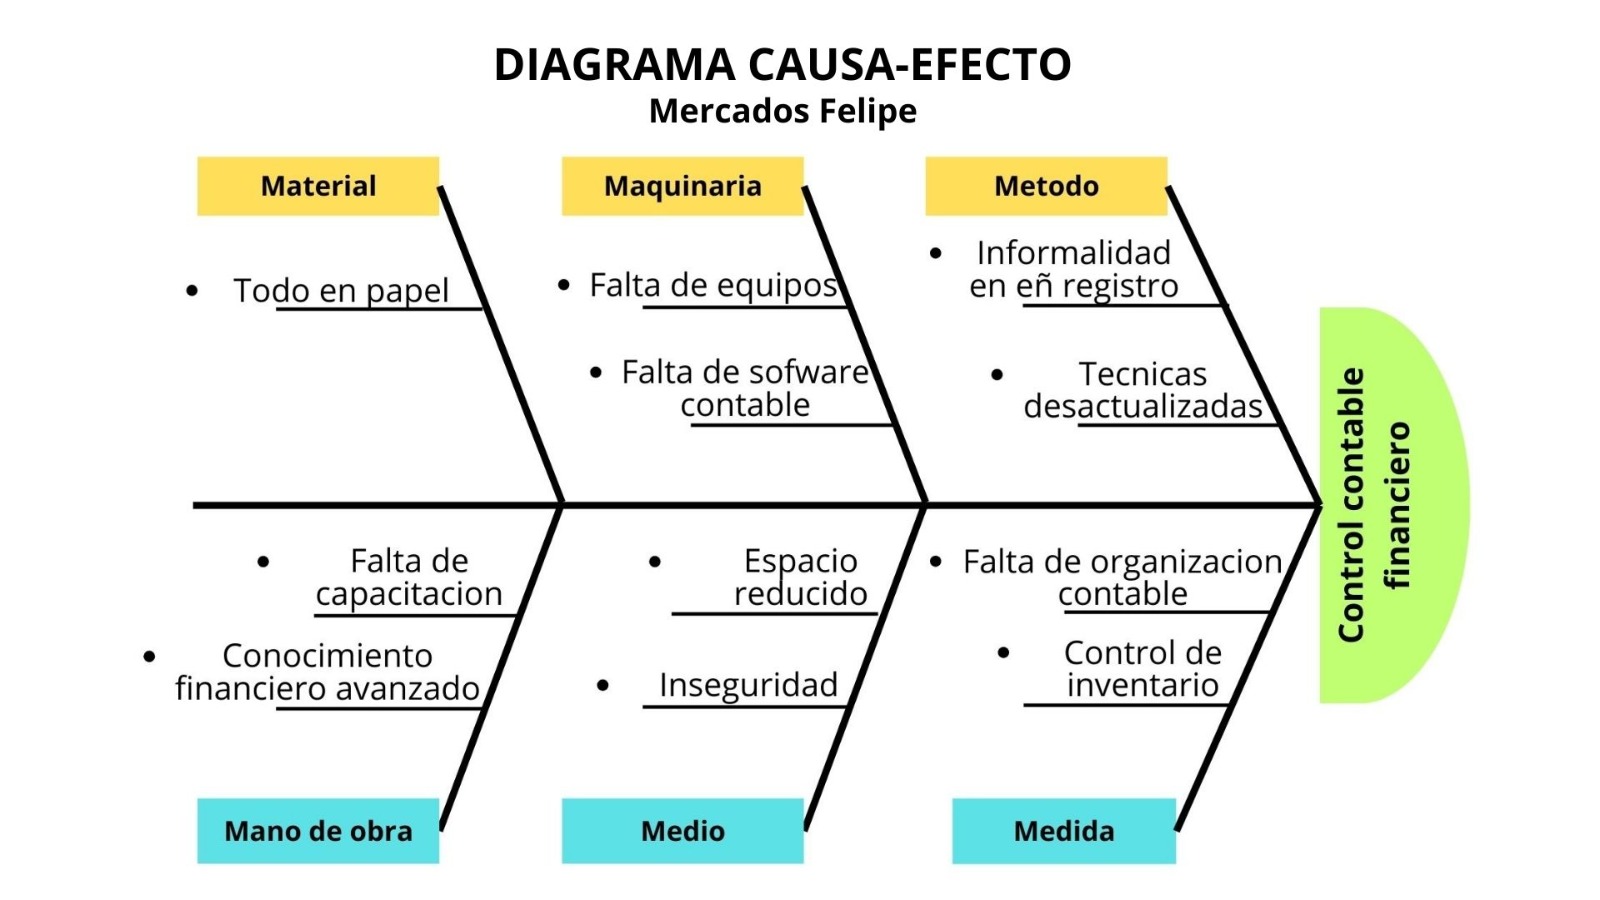 DIAGRAMA CAUSA-EFECTO
Mercados Felipe
Material
Maquinaria
Metodo
• Todo en papel
• Falta de equipos
• Falta de sofware
contable
• Informalidad
en eñ registro
• Tecnicas
desactualizadas
Control contable
financiero
• Falta de
capacitacion
• Conocimiento
financiero avanzado
• Espacio
reducido
• Inseguridad
• Falta de organizacion
contable
• Control de
inventario
Mano de obra
Medio
Medida